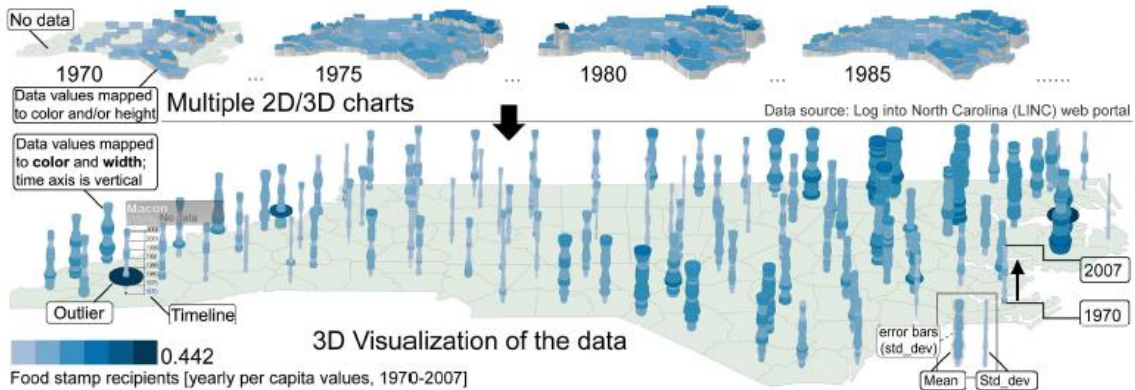 No data
1970
...
1975
...
1980
...
1985
......
Data values mapped
to color and/or height
Multiple 2D/3D charts
Data source: Log into North Carolina (LINC) web portal
Data values mapped
to color and width;
time axis is vertical
Macon
No data
Outlier
Timeline
2007
1970
3D Visualization of the data
error bars
(std_dev)
Mean
Std_dev
0.442
Food stamp recipients [yearly per capita values, 1970-2007]